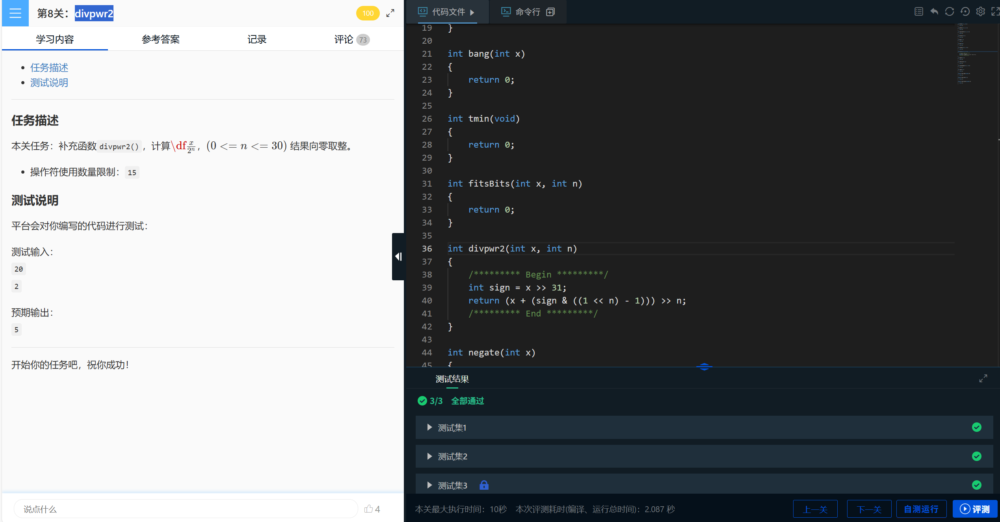 第8关：divpwr2
100
学习内容
参考答案
记录
评论 73
任务描述
测试说明
任务描述
本关任务：补充函数 divpwr2()，计算\df x/2^n，(0 <= n <= 30) 结果向零取整。
操作符使用数量限制： 15
测试说明
平台会对你编写的代码进行测试：
测试输入：
20
2
预期输出：
5
开始你的任务吧，祝你成功！
说点什么
4
代码文件
命令行
19 }
20
21 int bang(int x)
22 {
23     return 0;
24 }
25
26 int tmin(void)
27 {
28     return 0;
29 }
30
31 int fitsBits(int x, int n)
32 {
33     return 0;
34 }
35
36 int divpwr2(int x, int n)
37 {
38     /********* Begin *********/
39     int sign = x >> 31;
40     return (x + (sign & ((1 << n) - 1))) >> n;
41     /********* End *********/
42 }
43
44 int negate(int x)
45 {
测试结果
3/3 全部通过
测试集1
测试集2
测试集3
本关最大执行时间：10秒 本次评测耗时(编译、运行总时间)：2.087 秒
上一关
下一关
自测运行
评测